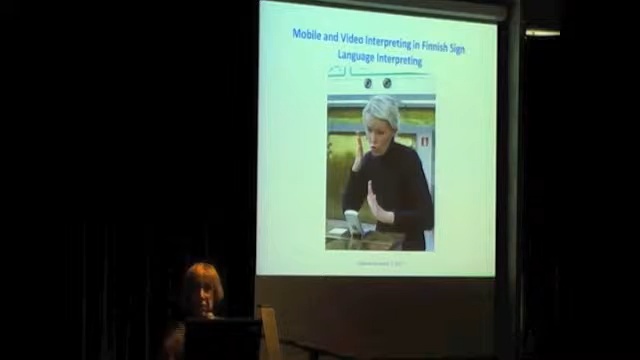 Mobile and Video Interpreting in Finnish Sign
Language Interpreting